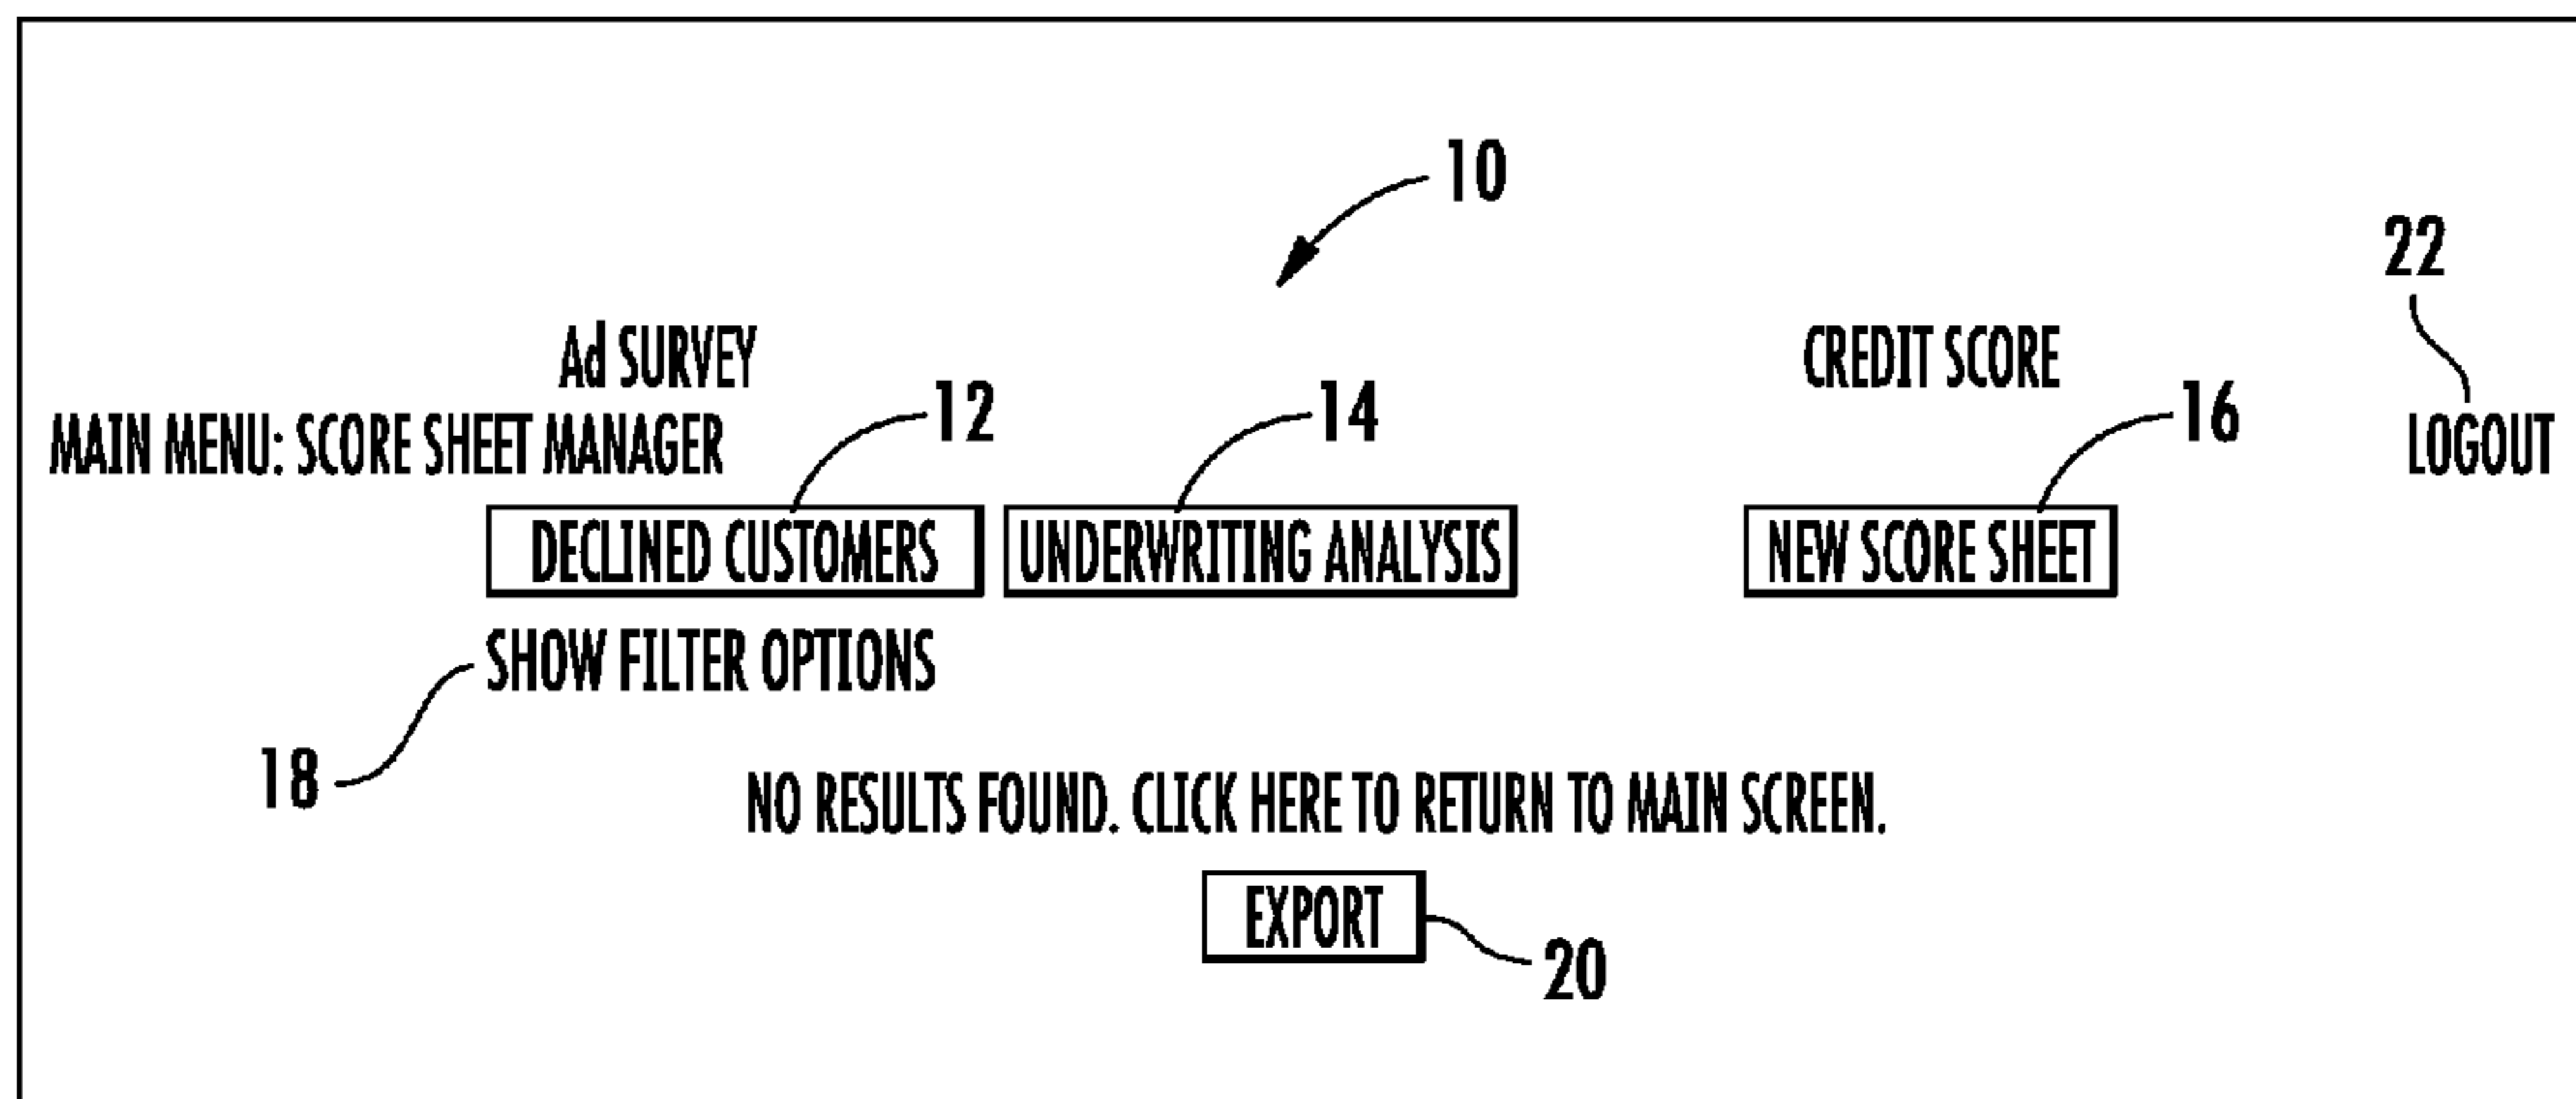 10
22
Ad SURVEY
CREDIT SCORE
12
14
16
MAIN MENU: SCORE SHEET MANAGER
LOGOUT
DECLINED CUSTOMERS
UNDERWRITING ANALYSIS
NEW SCORE SHEET
SHOW FILTER OPTIONS
18
NO RESULTS FOUND. CLICK HERE TO RETURN TO MAIN SCREEN.
EXPORT
20